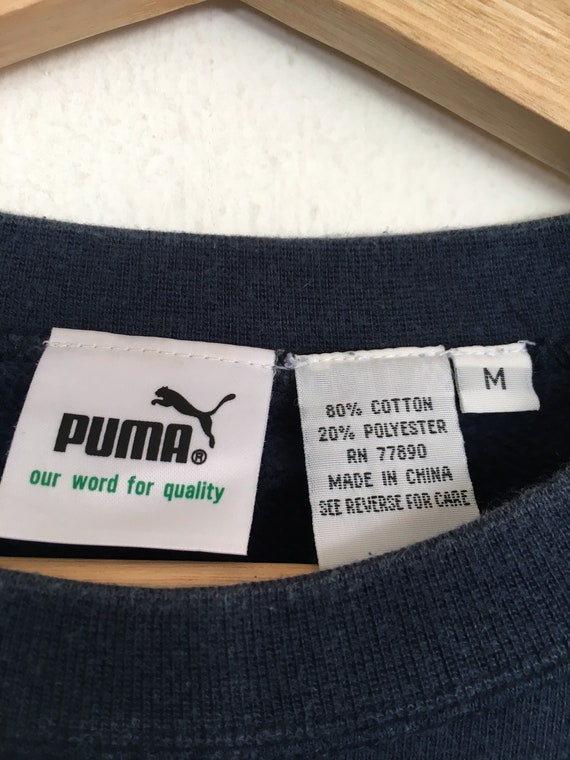 PUMA®
our word for quality
80% COTTON
20% POLYESTER
RN 77890
MADE IN CHINA
SEE REVERSE FOR CARE
M